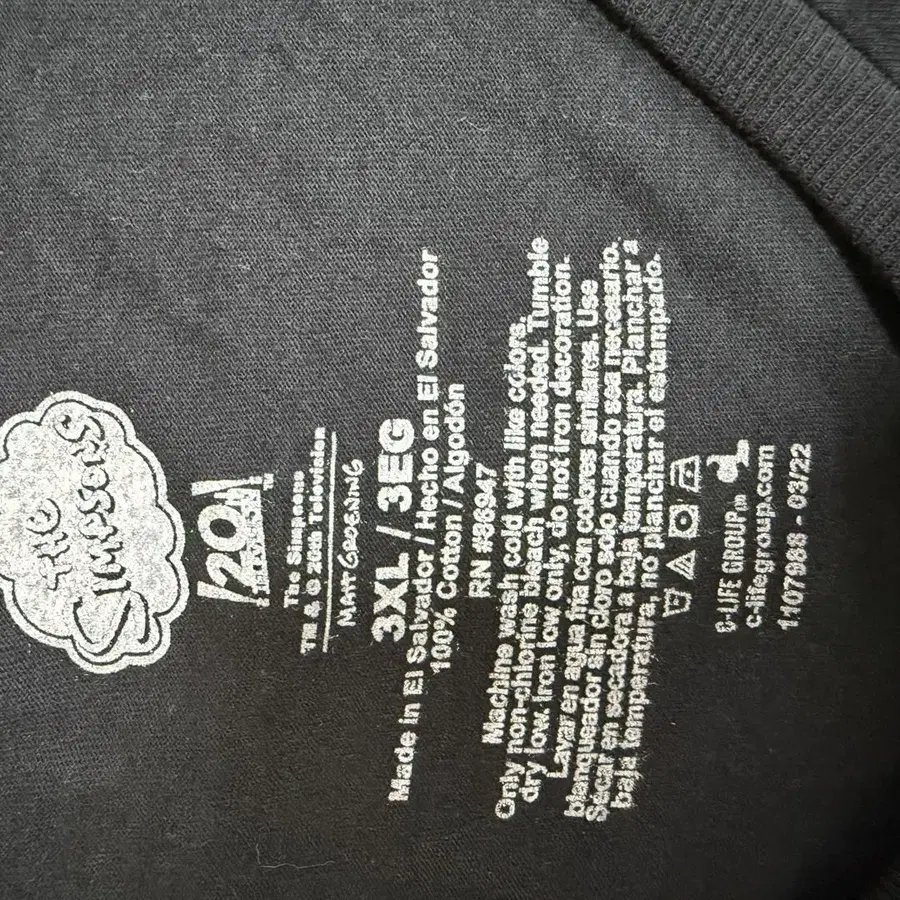 THE
SIMPSONS
20th
TELEVISION
The Simpsons
TM & © 20th Television
MATT GROENING
3XL / 3EG
Made in El Salvador / Hecho en El Salvador
100% Cotton / Algodón
RN #86947
Machine wash cold with like colors.
Only non-chlorine bleach when needed. Tumble
dry low. Iron low. Only, do not iron decoration.
Lavar en agua fría con colores similares. Use
blanqueador sin cloro solo cuando sea necesario.
Secar en secadora a baja temperatura. Planchar a
baja temperatura, no planchar el estampado.
C-LIFE GROUP
c-lifegroup.com
1107988 - 03/22